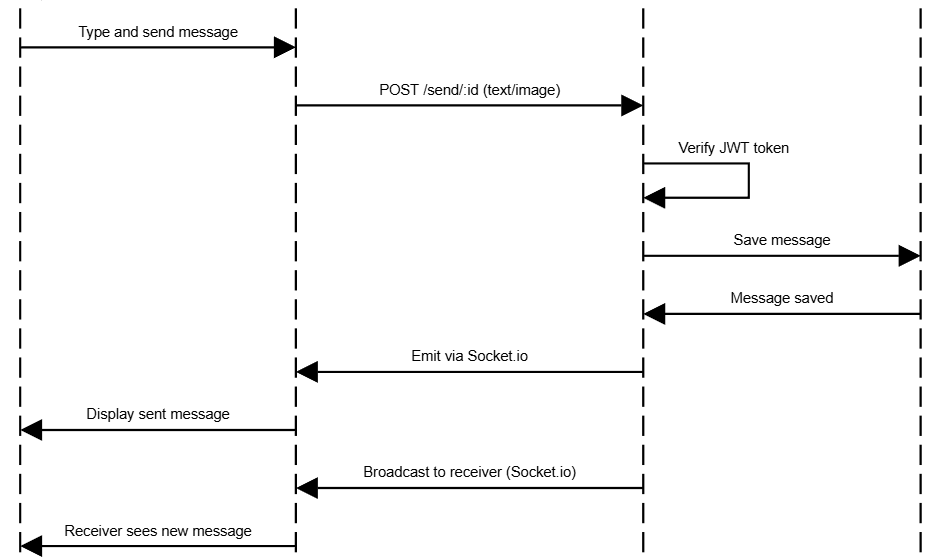 Type and send message
POST /send/:id (text/image)
Verify JWT token
Save message
Message saved
Emit via Socket.io
Display sent message
Broadcast to receiver (Socket.io)
Receiver sees new message